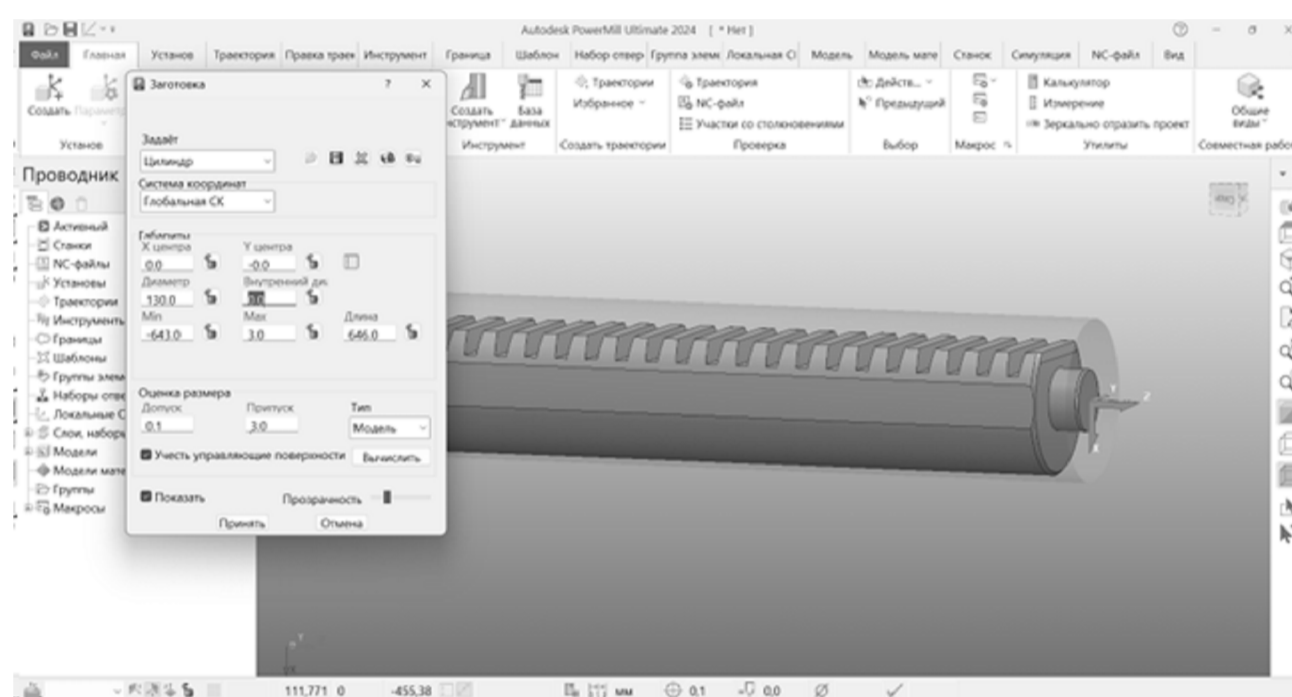 Autodesk PowerMill Ultimate 2024 [ * Нет ]
Файл Главная Установ Траектория Правка траек Инструмент Граница Шаблон Набор отвер Группа элеме Локальная С Модель Модель мате Станок Симуляция NC-файл Вид
Заготовка ? ×
Создать Параметр
Установ
Создать инструмент
База данных
Инструмент
Траектории
Избранное
Создать траектории
Траектория
NC-файл
Участки со столкновениями
Проверка
Действ...
Предыдущий
Выбор
Макрос
Калькулятор
Измерение
Зеркально отразить проект
Утилиты
Общие виды
Совместная рабо
Проводник
Активный
Станки
NC-файлы
Установы
Траектории
Инструменть
Границы
Шаблоны
Группы элем
Наборы отве
Локальные С
Слои, наборы
Модели
Модели мате
Группы
Макросы
Задаёт
Цилиндр
Система координат
Глобальная СК
Габариты
X центра Y центра
0.0 -0.0
Диаметр Внутренний диа
130.0 0.0
Min Max Длина
-643.0 3.0 646.0
Оценка размера
Допуск Припуск Тип
0.1 3.0 Модель
Учесть управляющие поверхности Вычислить
Показать Прозрачность
Принять Отмена
Y Z
X
Y
X
111,771 0 -455,38 мм 0,1 0,0